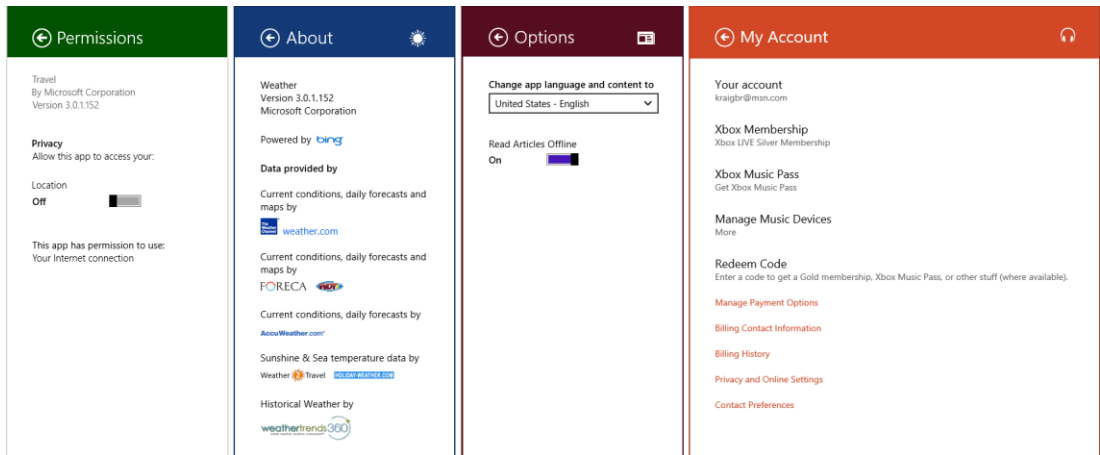 Permissions
Travel
By Microsoft Corporation
Version 3.0.1.152
Privacy
Allow this app to access your:
Location
Off
This app has permission to use:
Your Internet connection
About
Weather
Version 3.0.1.152
Microsoft Corporation
Powered by bing
Data provided by
Current conditions, daily forecasts and
maps by
The Weather Channel weather.com
Current conditions, daily forecasts and
maps by
FORECA WDT
Current conditions, daily forecasts by
AccuWeather.com
Sunshine & Sea temperature data by
Weather 2 Travel HOLIDAY-WEATHER.COM
Historical Weather by
weathertrends360
Options
Change app language and content to
United States - English
Read Articles Offline
On
My Account
Your account
kraigbr@msn.com
Xbox Membership
Xbox LIVE Silver Membership
Xbox Music Pass
Get Xbox Music Pass
Manage Music Devices
More
Redeem Code
Enter a code to get a Gold membership, Xbox Music Pass, or other stuff (where available).
Manage Payment Options
Billing Contact Information
Billing History
Privacy and Online Settings
Contact Preferences